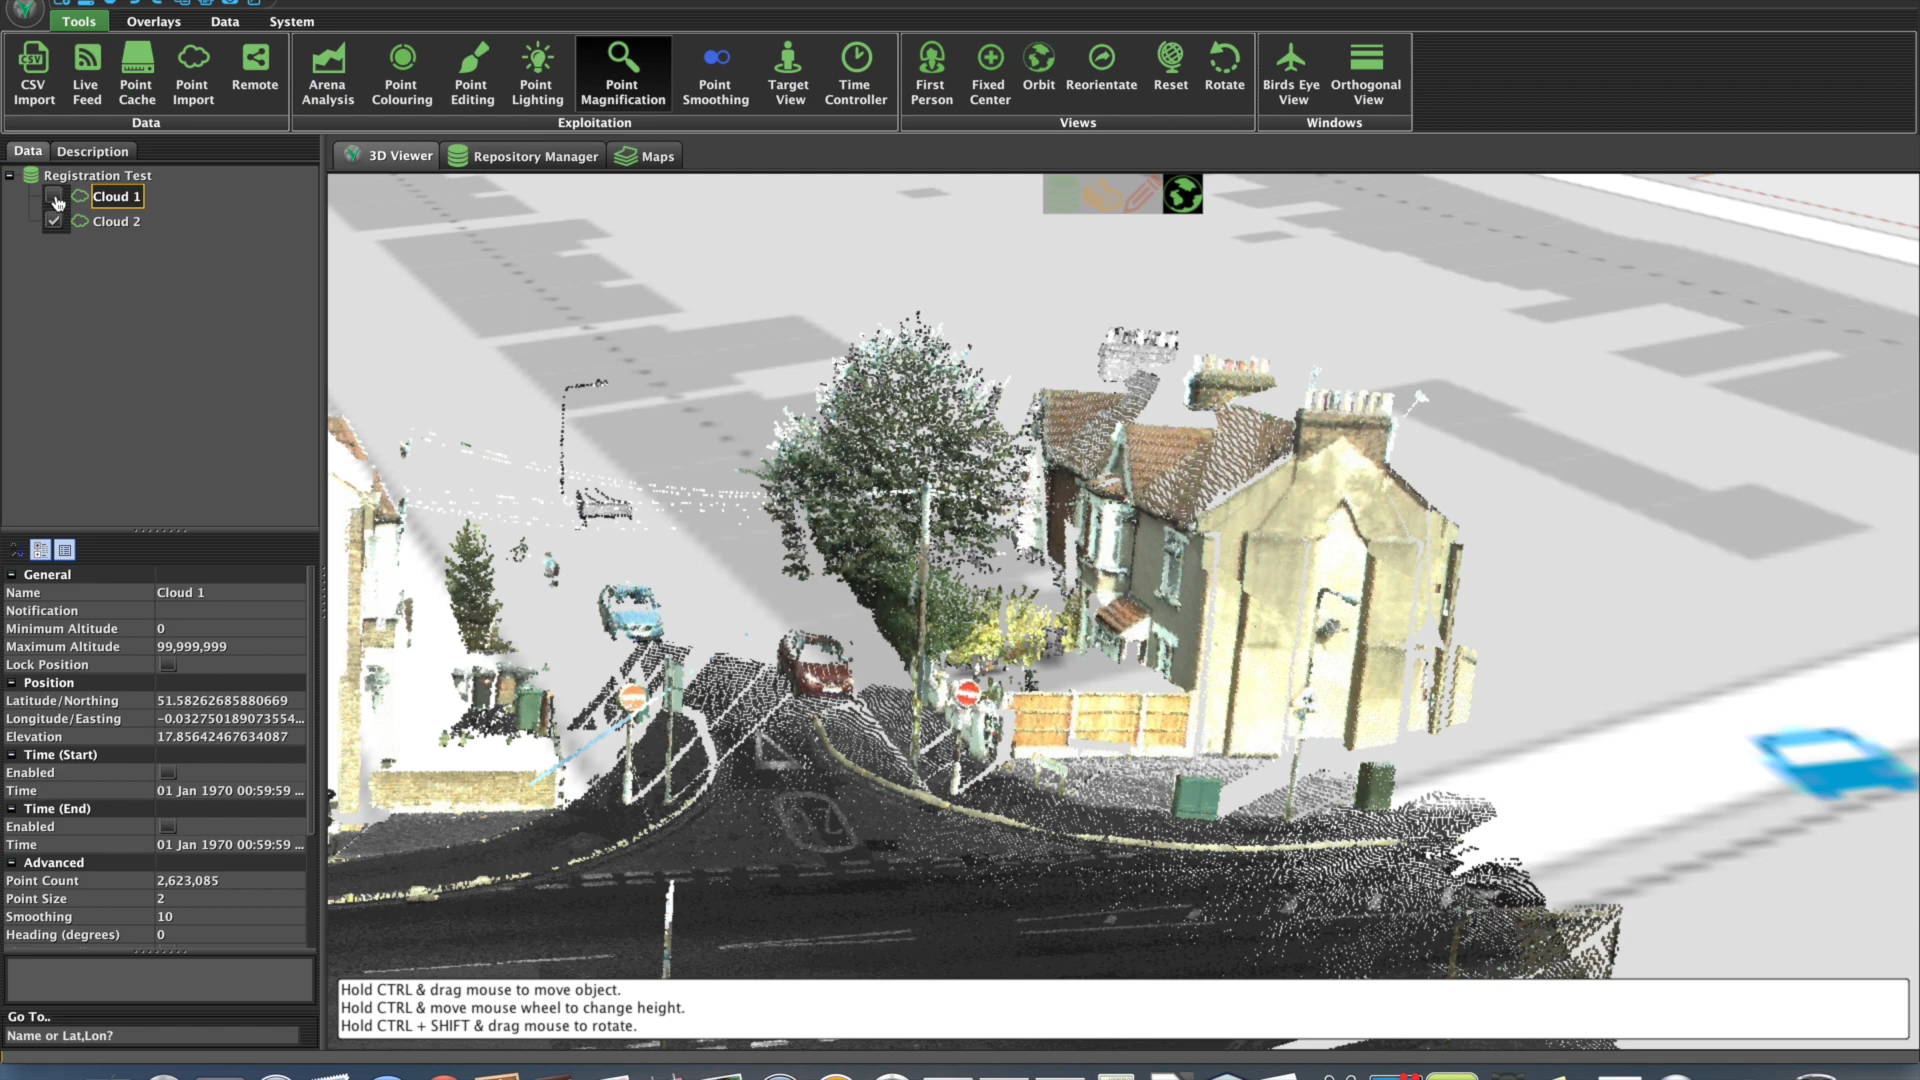 Tools Overlays Data System
CSV Import Live Feed Point Cache Point Import Remote Arena Analysis Point Colouring Point Editing Point Lighting Point Magnification Point Smoothing Target View Time Controller First Person Fixed Center Orbit Reorientate Reset Rotate Birds Eye View Orthogonal View
Data Exploitation Views Windows
Data Description
3D Viewer Repository Manager Maps
Registration Test
Cloud 1
Cloud 2
General
Name Cloud 1
Notification
Minimum Altitude 0
Maximum Altitude 99,999,999
Lock Position
Position
Latitude/Northing 51.58262685880669
Longitude/Easting -0.032750189073554...
Elevation 17.85642467634087
Time (Start)
Enabled
Time 01 Jan 1970 00:59:59 ...
Time (End)
Enabled
Time 01 Jan 1970 00:59:59 ...
Advanced
Point Count 2,623,085
Point Size 2
Smoothing 10
Heading (degrees) 0
Go To..
Name or Lat,Lon?
Hold CTRL & drag mouse to move object.
Hold CTRL & move mouse wheel to change height.
Hold CTRL + SHIFT & drag mouse to rotate.